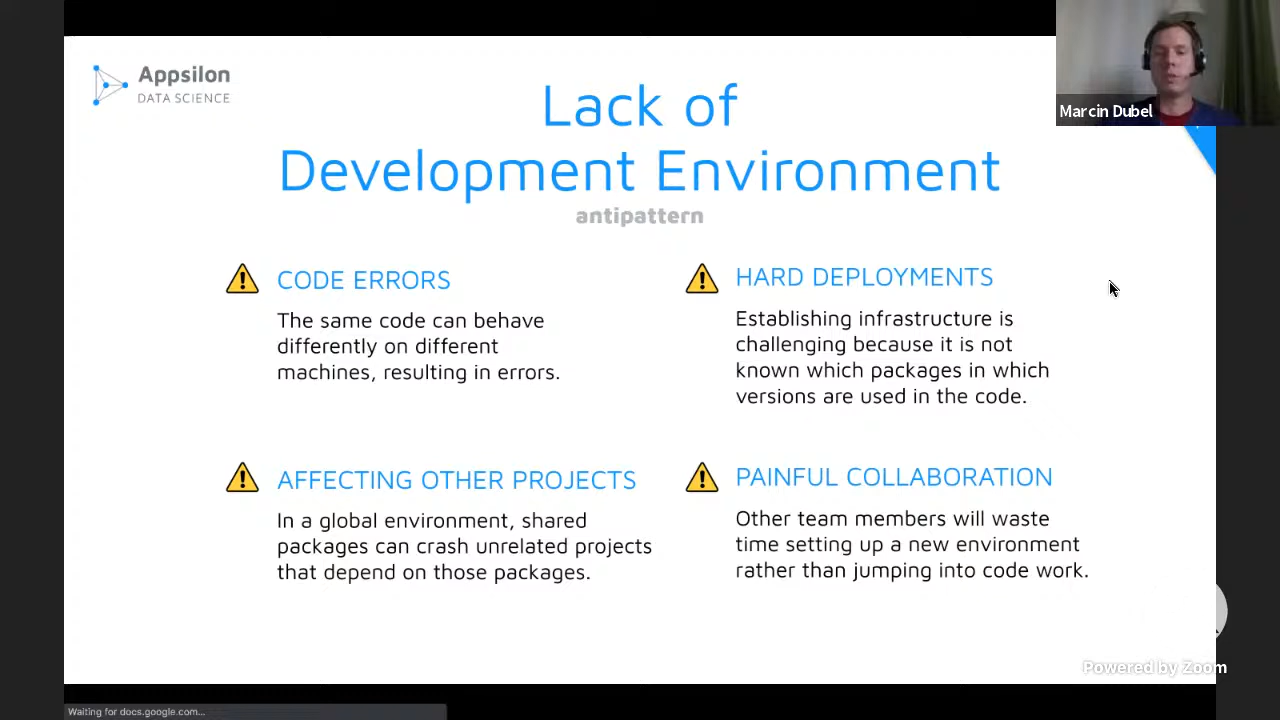 Appsilon
DATA SCIENCE
Marcin Dubel
Lack of
Development Environment
antipattern
CODE ERRORS
The same code can behave
differently on different
machines, resulting in errors.
HARD DEPLOYMENTS
Establishing infrastructure is
challenging because it is not
known which packages in which
versions are used in the code.
AFFECTING OTHER PROJECTS
In a global environment, shared
packages can crash unrelated projects
that depend on those packages.
PAINFUL COLLABORATION
Other team members will waste
time setting up a new environment
rather than jumping into code work.
Powered by Zoom
Waiting for docs.google.com...